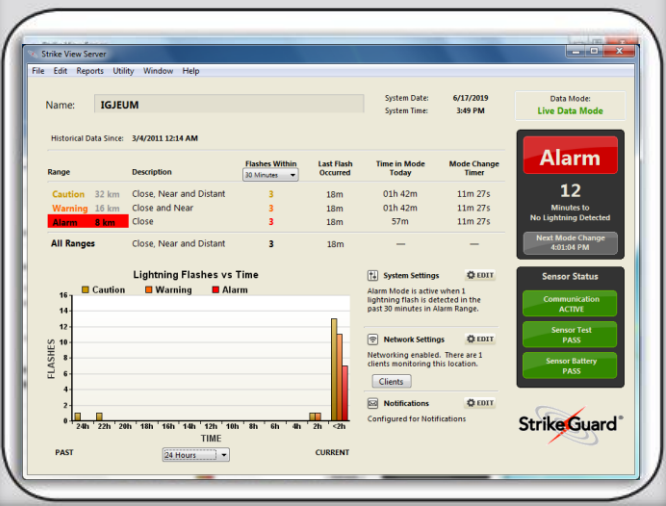 Strike View Server
File Edit Reports Utility Window Help
Name: IGJEUM
System Date: 6/17/2019
System Time: 3:49 PM
Data Mode:
Live Data Mode
Historical Data Since: 3/4/2011 12:14 AM
Range Description Flashes Within 30 Minutes Last Flash Occurred Time in Mode Today Mode Change Timer
Caution 32 km Close, Near and Distant 3 18m 01h 42m 11m 27s
Warning 16 km Close and Near 3 18m 01h 42m 11m 27s
Alarm 8 km Close 3 18m 57m 11m 27s
All Ranges Close, Near and Distant 3 18m — —
Alarm
12
Minutes to
No Lightning Detected
Next Mode Change
4:01:04 PM
Lightning Flashes vs Time
Caution Warning Alarm
FLASHES
16
14
12
10
8
6
4
2
0
24h 22h 20h 18h 16h 14h 12h 10h 8h 6h 4h 2h <2h
TIME
PAST 24 Hours CURRENT
System Settings EDIT
Alarm Mode is active when 1
lightning flash is detected in the
past 30 minutes in Alarm Range.
Network Settings EDIT
Networking enabled. There are 1
clients monitoring this location.
Clients
Notifications EDIT
Configured for Notifications
Sensor Status
Communication
ACTIVE
Sensor Test
PASS
Sensor Battery
PASS
StrikeGuard®